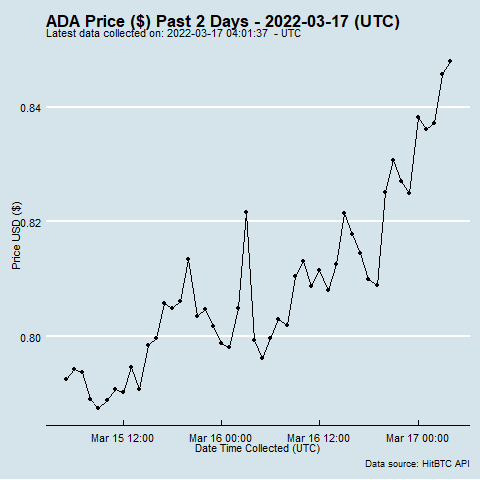 ADA Price ($) Past 2 Days - 2022-03-17 (UTC)
Latest data collected on: 2022-03-17 04:01:37 - UTC
0.84
0.82
0.80
Price USD ($)
Mar 15 12:00 Mar 16 00:00 Mar 16 12:00 Mar 17 00:00
Date Time Collected (UTC)
Data source: HitBTC API